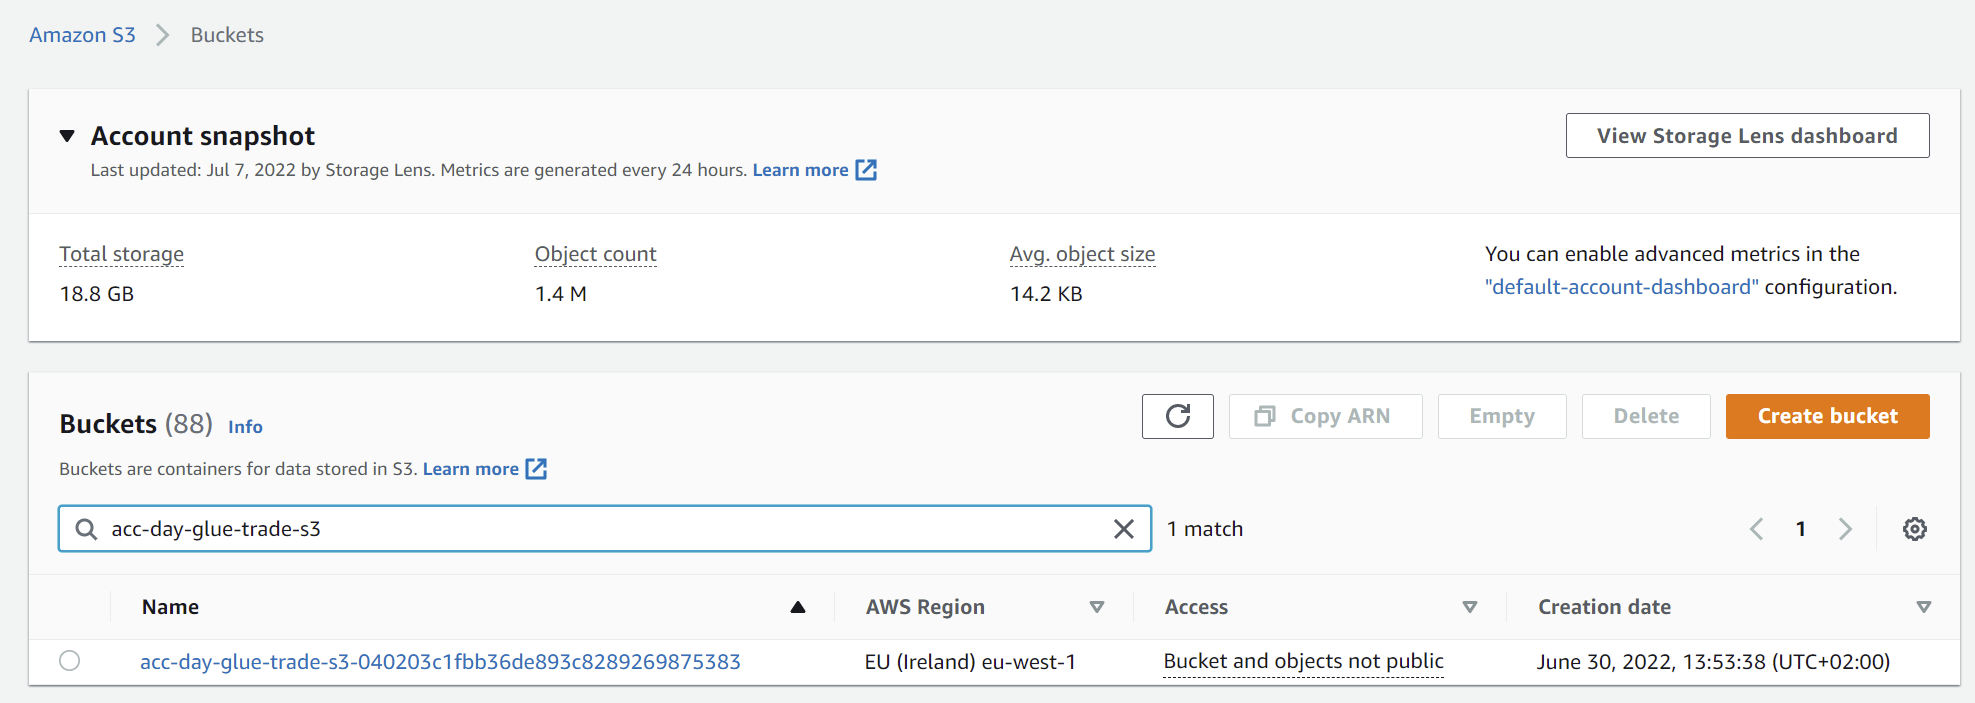 Amazon S3 Buckets
Account snapshot
View Storage Lens dashboard
Last updated: Jul 7, 2022 by Storage Lens. Metrics are generated every 24 hours. Learn more
Total storage
18.8 GB
Object count
1.4 M
Avg. object size
14.2 KB
You can enable advanced metrics in the
"default-account-dashboard" configuration.
Buckets (88) Info
Copy ARN
Empty
Delete
Create bucket
Buckets are containers for data stored in S3. Learn more
acc-day-glue-trade-s3
1 match
1
Name AWS Region Access Creation date
acc-day-glue-trade-s3-040203c1fbb36de893c8289269875383 EU (Ireland) eu-west-1 Bucket and objects not public June 30, 2022, 13:53:38 (UTC+02:00)